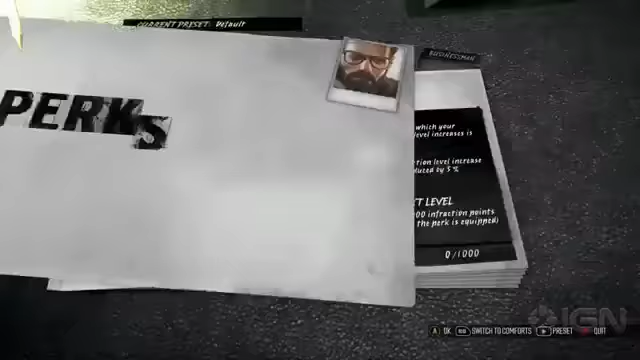 CURRENT PRESET: Default
BUSINESSMAN
PERKS
which your
level increases is
tion level increase
duced by 5 %
T LEVEL
00 infraction points
the perk is equipped)
0/1000
IGN
A OK SWITCH TO COMFORTS PRESET QUIT